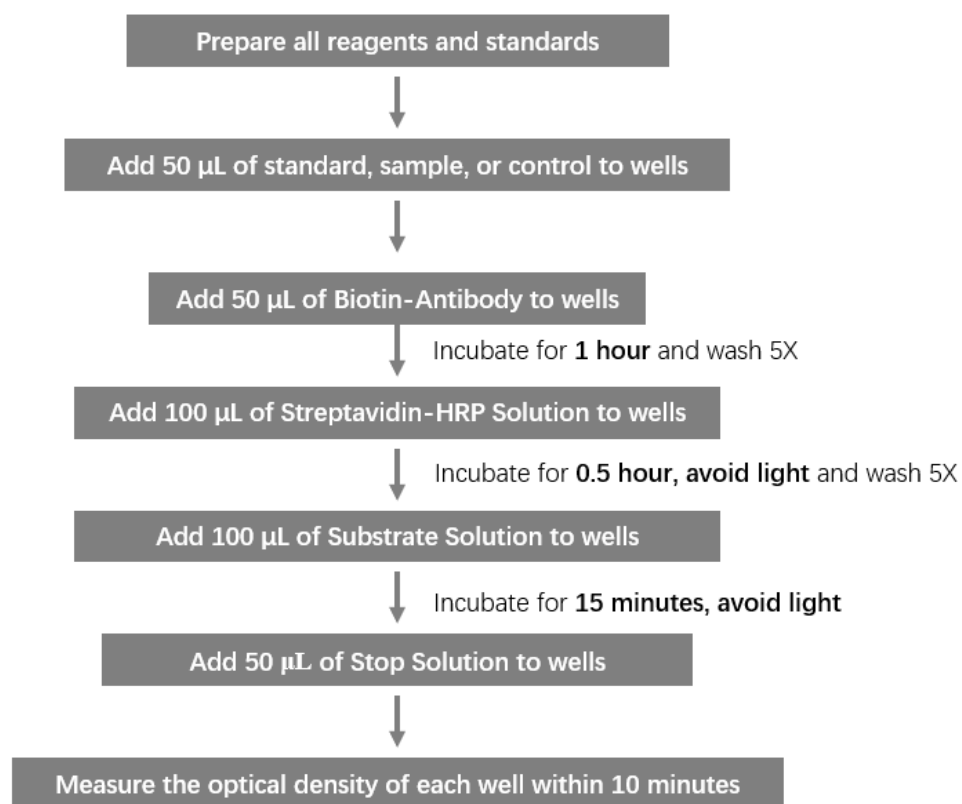 Prepare all reagents and standards
Add 50 μL of standard, sample, or control to wells
Add 50 μL of Biotin-Antibody to wells
Incubate for 1 hour and wash 5X
Add 100 μL of Streptavidin-HRP Solution to wells
Incubate for 0.5 hour, avoid light and wash 5X
Add 100 μL of Substrate Solution to wells
Incubate for 15 minutes, avoid light
Add 50 μL of Stop Solution to wells
Measure the optical density of each well within 10 minutes